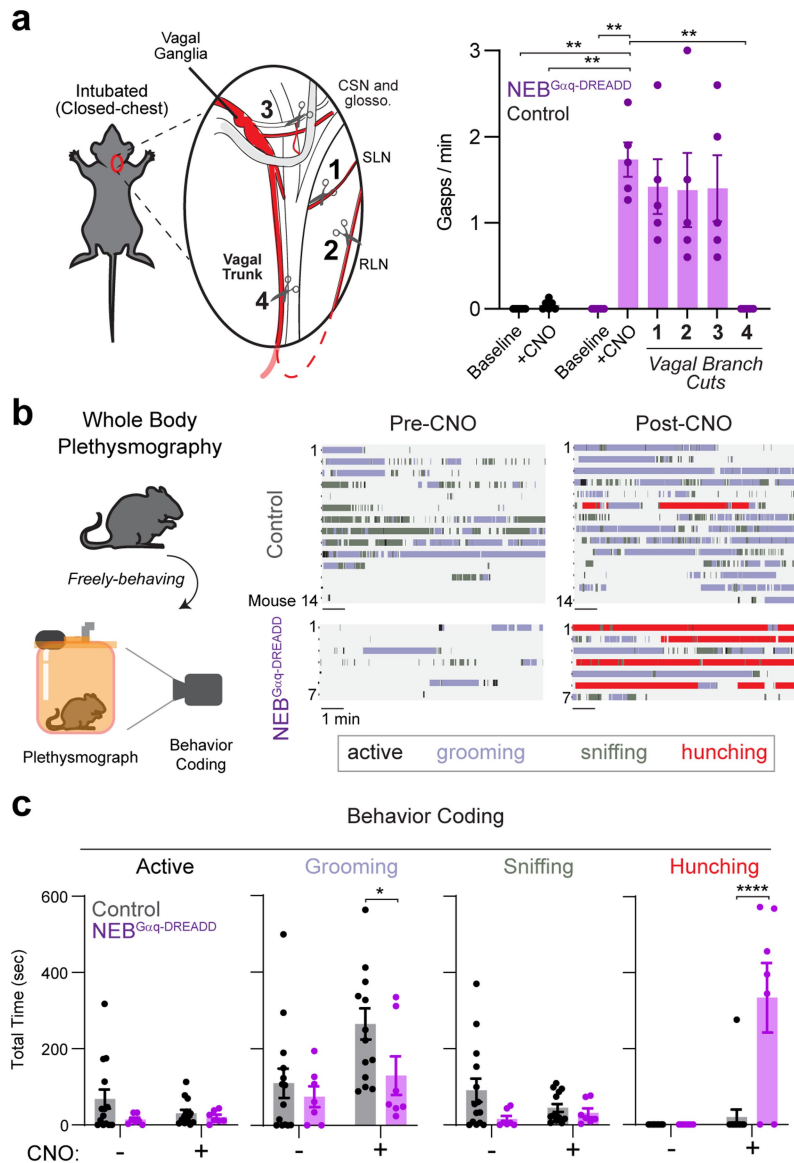 a
Vagal
Ganglia
Intubated
(Closed-chest)
CSN and
glosso.
3
SLN
1
2
RLN
Vagal
Trunk
4
**
**
**
**
NEBGαq-DREADD
Control
Gasps / min
3
2
1
0
Baseline
+CNO
Baseline
+CNO
1 2 3 4
Vagal Branch
Cuts
b
Whole Body
Plethysmography
Freely-behaving
Plethysmograph
Behavior
Coding
Pre-CNO
Post-CNO
Control
1
Mouse 14
1
14
NEBGαq-DREADD
1
7
1 min
1
7
active grooming sniffing hunching
c
Behavior Coding
Active
Grooming
Sniffing
Hunching
Control
NEBGαq-DREADD
*
****
Total Time (sec)
600
400
200
0
CNO: - + - + - + - +